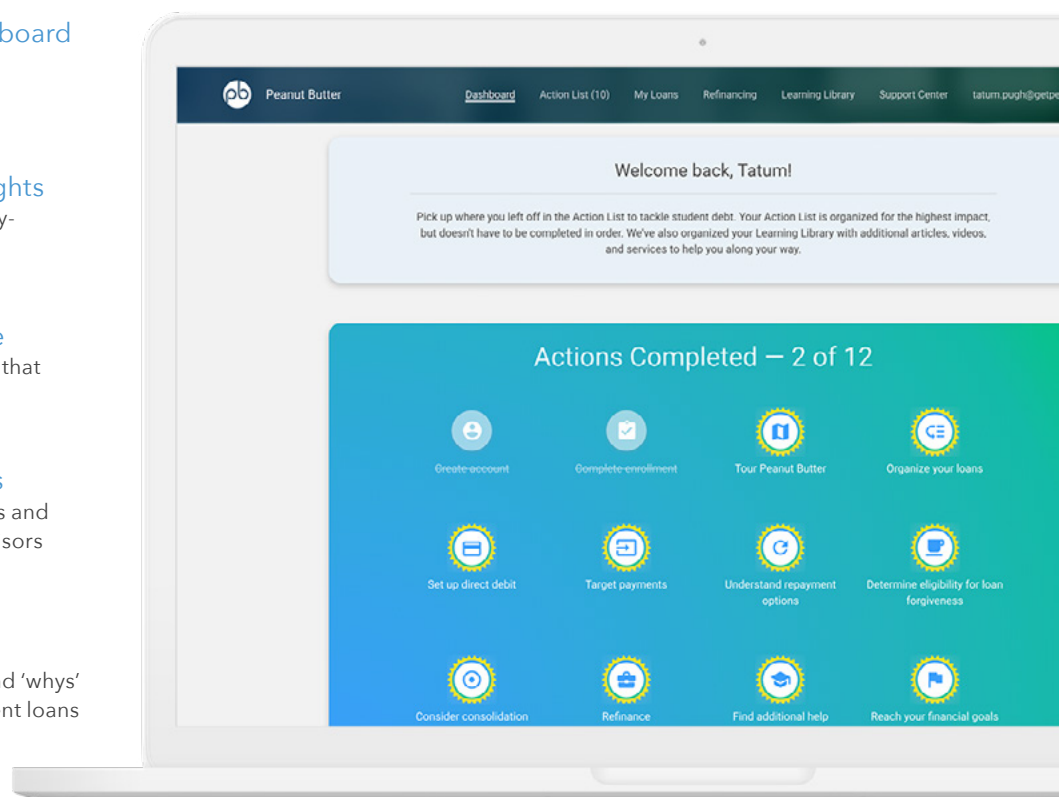 board
ghts
y-
e
that
s
s and
sors
d ‘whys’
nt loans
pb
Peanut Butter
Dashboard
Action List (10)
My Loans
Refinancing
Learning Library
Support Center
tatum.pugh@getpe
Welcome back, Tatum!
Pick up where you left off in the Action List to tackle student debt. Your Action List is organized for the highest impact,
but doesn't have to be completed in order. We've also organized your Learning Library with additional articles, videos,
and services to help you along your way.
Actions Completed — 2 of 12
Create account
Complete enrollment
Tour Peanut Butter
Organize your loans
Set up direct debit
Target payments
Understand repayment
options
Determine eligibility for loan
forgiveness
Consider consolidation
Refinance
Find additional help
Reach your financial goals